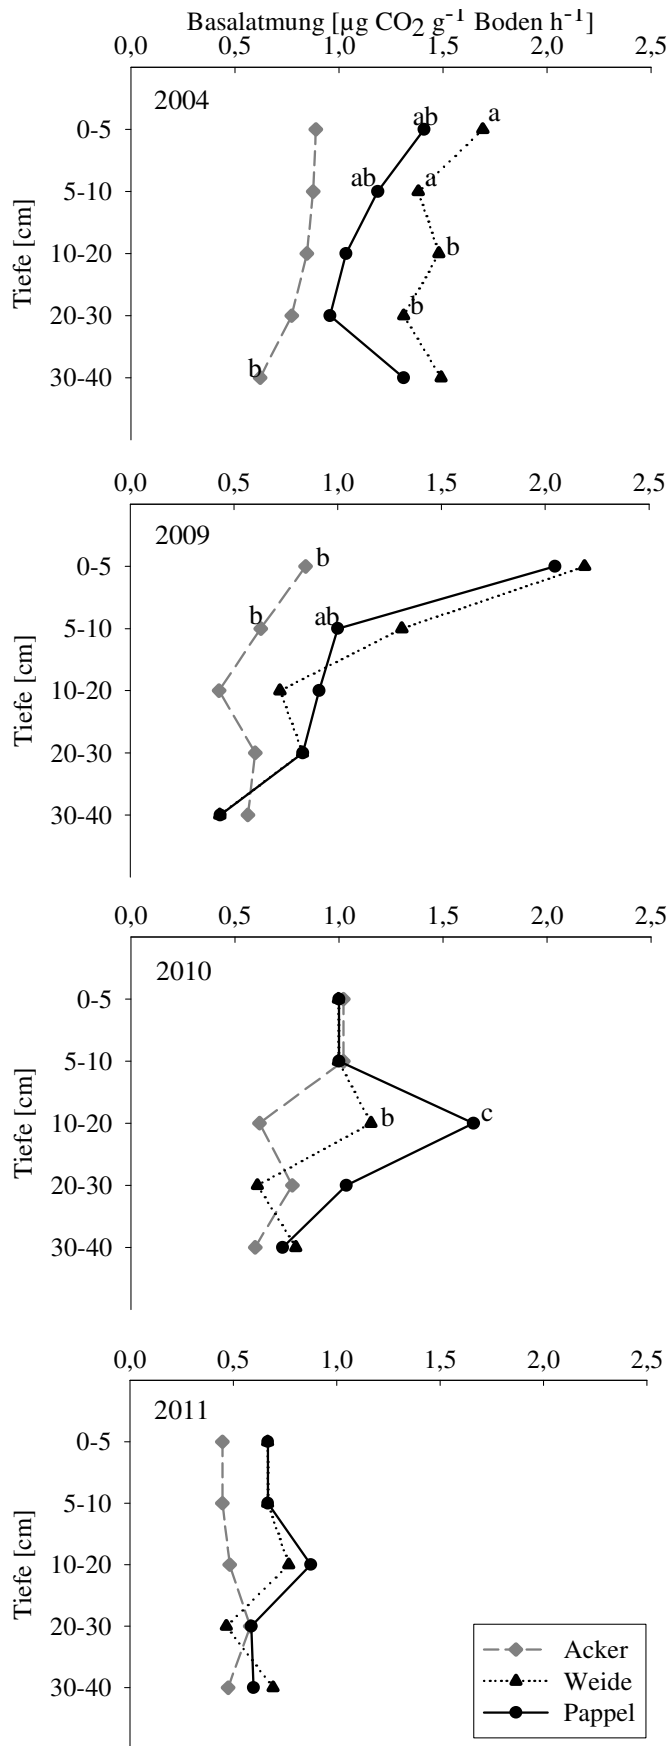 Basalatmung [µg CO2 g-1 Boden h-1]
0,0 0,5 1,0 1,5 2,0 2,5
2004
0-5 ab a
5-10 ab a
10-20 b
20-30 b
30-40 b
Tiefe [cm]
0,0 0,5 1,0 1,5 2,0 2,5
2009
0-5 b
5-10 b ab
10-20
20-30
30-40
Tiefe [cm]
0,0 0,5 1,0 1,5 2,0 2,5
2010
0-5
5-10
10-20 b c
20-30
30-40
Tiefe [cm]
0,0 0,5 1,0 1,5 2,0 2,5
2011
0-5
5-10
10-20
20-30
30-40
Tiefe [cm]
Acker
Weide
Pappel